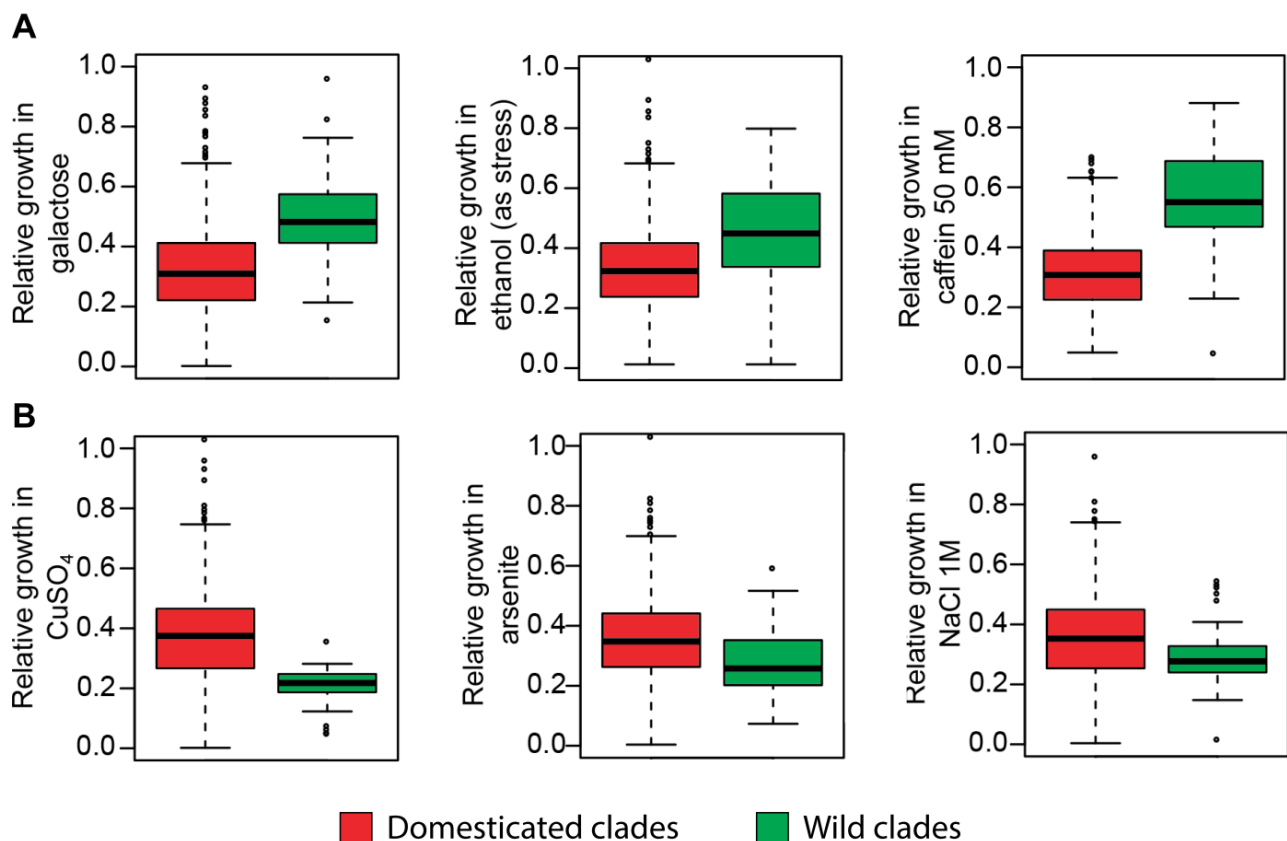 A
Relative growth in
galactose
1.0
0.8
0.6
0.4
0.2
0.0
Relative growth in
ethanol (as stress)
1.0
0.8
0.6
0.4
0.2
0.0
Relative growth in
caffein 50 mM
1.0
0.8
0.6
0.4
0.2
0.0
B
Relative growth in
CuSO₄
1.0
0.8
0.6
0.4
0.2
0.0
Relative growth in
arsenite
1.0
0.8
0.6
0.4
0.2
0.0
Relative growth in
NaCl 1M
1.0
0.8
0.6
0.4
0.2
0.0
Domesticated clades
Wild clades